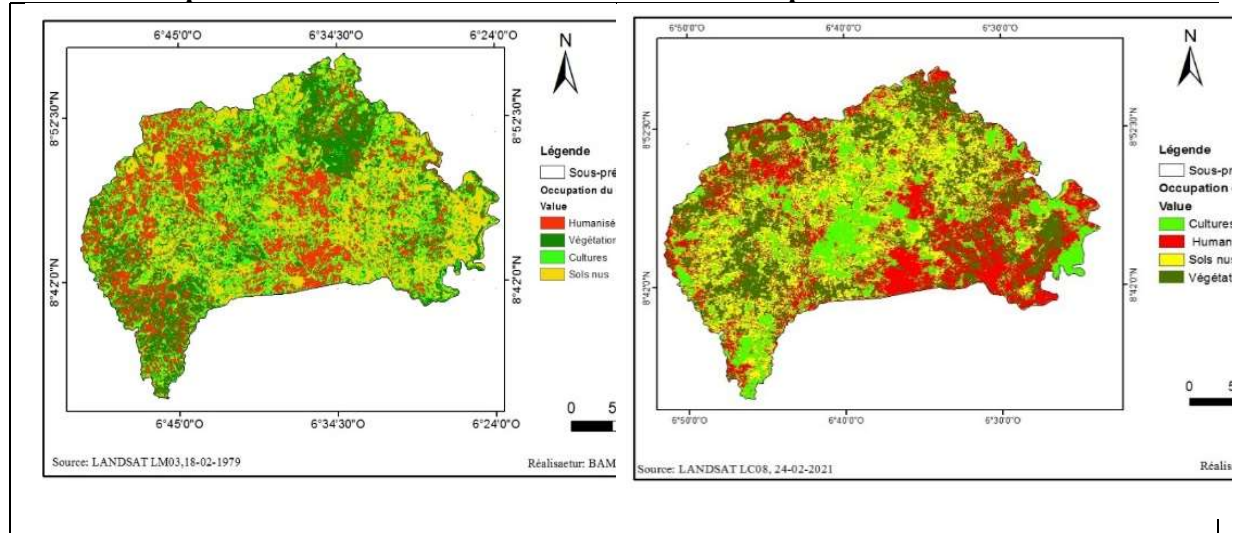 6°45'0"O
6°34'30"O
6°24'0"O
N
8°52'30"N
8°52'30"N
Légende
Sous-pré
Occupation du
Value
Humanisé
Végétation
Cultures
Sols nus
8°42'0"N
8°42'0"N
0 5
6°45'0"O
6°34'30"O
6°24'0"O
Source: LANDSAT LM03,18-02-1979
Réalisaetur: BAM
6°50'0"O
6°40'0"O
6°30'0"O
N
8°52'30"N
8°52'30"N
Légende
Sous-pr
Occupation
Value
Cultures
Human
Sols nus
Végétat
8°42'0"N
8°42'0"N
0 5
6°50'0"O
6°40'0"O
6°30'0"O
Source: LANDSAT LC08, 24-02-2021
Réalis